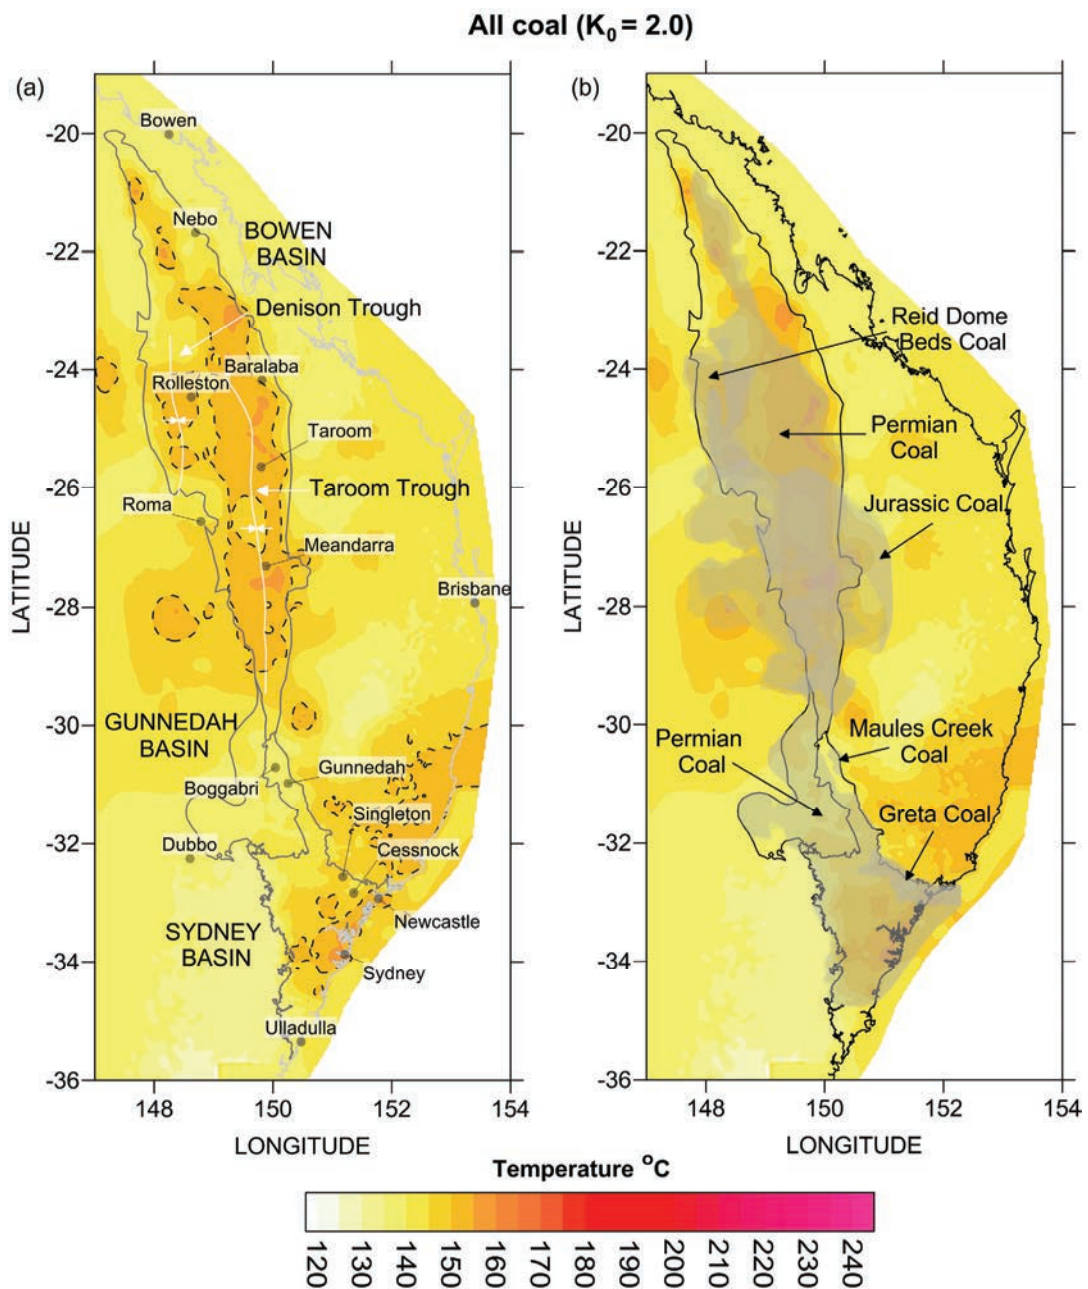 All coal (K₀ = 2.0)
(a)
-20
-22
-24
-26
-28
-30
-32
-34
-36
LATITUDE
Bowen
Nebo
BOWEN
BASIN
Denison Trough
Baralaba
Rolleston
Taroom
Taroom Trough
Roma
Meandarra
Brisbane
GUNNEDAH
BASIN
Gunnedah
Boggabri
Singleton
Dubbo
Cessnock
Newcastle
SYDNEY
BASIN
Sydney
Ulladulla
148
150
152
154
LONGITUDE
(b)
-20
-22
-24
-26
-28
-30
-32
-34
-36
LATITUDE
Reid Dome
Beds Coal
Permian
Coal
Jurassic Coal
Maules Creek
Coal
Permian
Coal
Greta Coal
148
150
152
154
LONGITUDE
Temperature °C
120
130
140
150
160
170
180
190
200
210
220
230
240